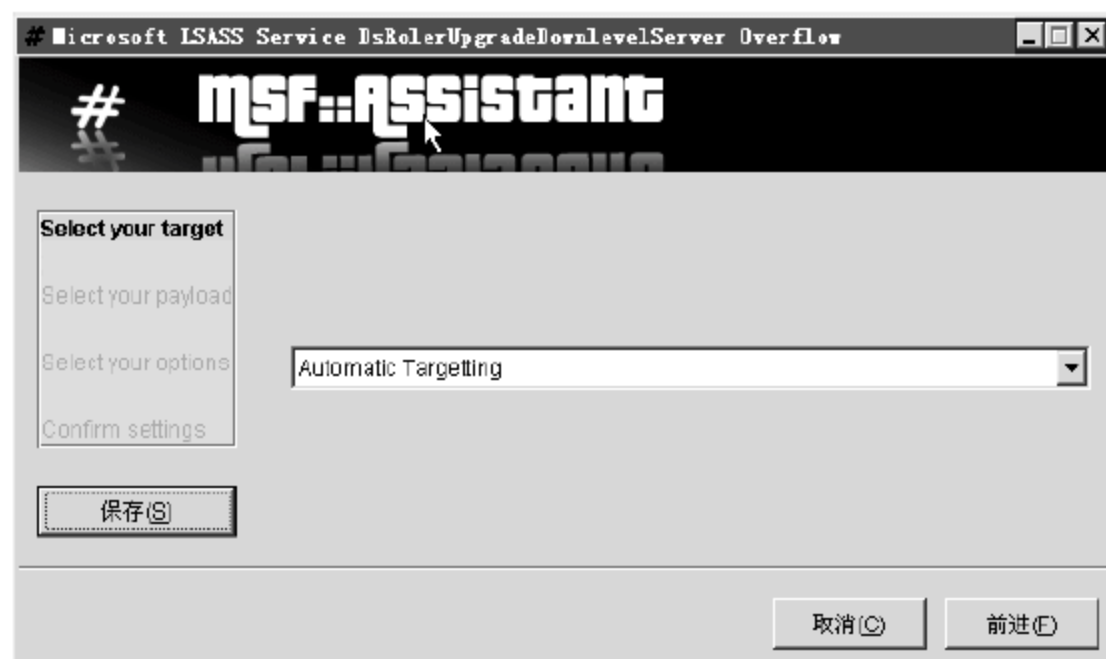 # Microsoft LSASS Service DsRolerUpgradeDownlevelServer Overflow
# msf::Assistant
Select your target
Select your payload
Select your options
Confirm settings
Automatic Targetting
保存(S)
取消(C)
前进(F)